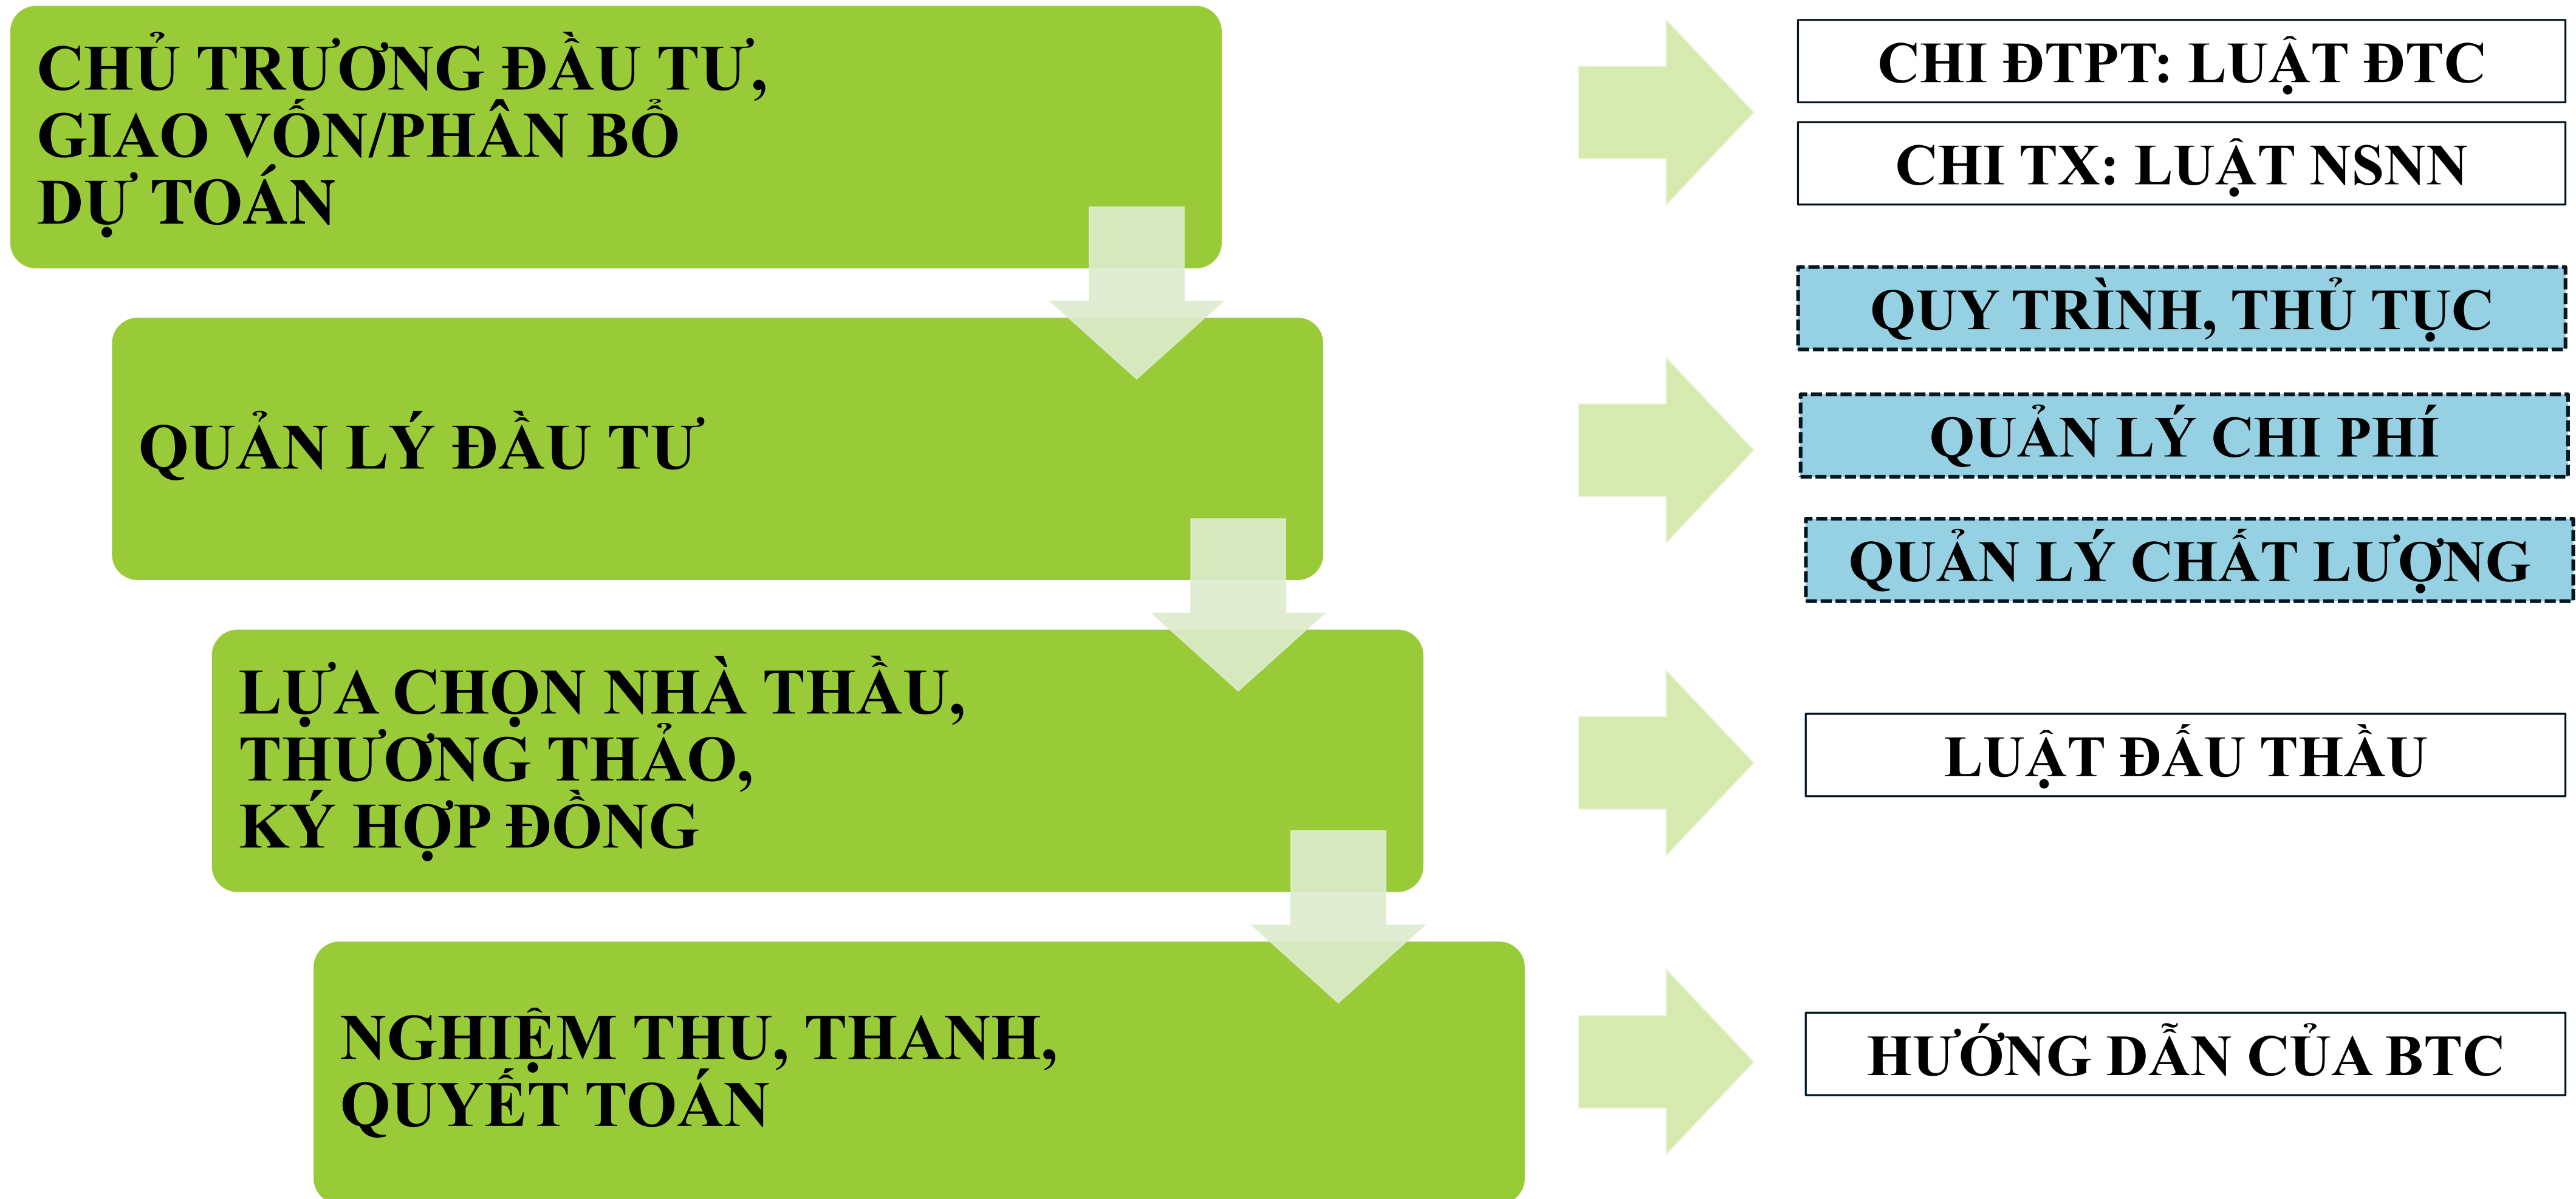 CHỦ TRƯƠNG ĐẦU TƯ,
GIAO VỐN/PHÂN BỔ
DỰ TOÁN
CHI ĐTPT: LUẬT ĐTC
CHI TX: LUẬT NSNN
QUẢN LÝ ĐẦU TƯ
QUY TRÌNH, THỦ TỤC
QUẢN LÝ CHI PHÍ
QUẢN LÝ CHẤT LƯỢNG
LỰA CHỌN NHÀ THẦU,
THƯƠNG THẢO,
KÝ HỢP ĐỒNG
LUẬT ĐẤU THẦU
NGHIỆM THU, THANH,
QUYẾT TOÁN
HƯỚNG DẪN CỦA BTC